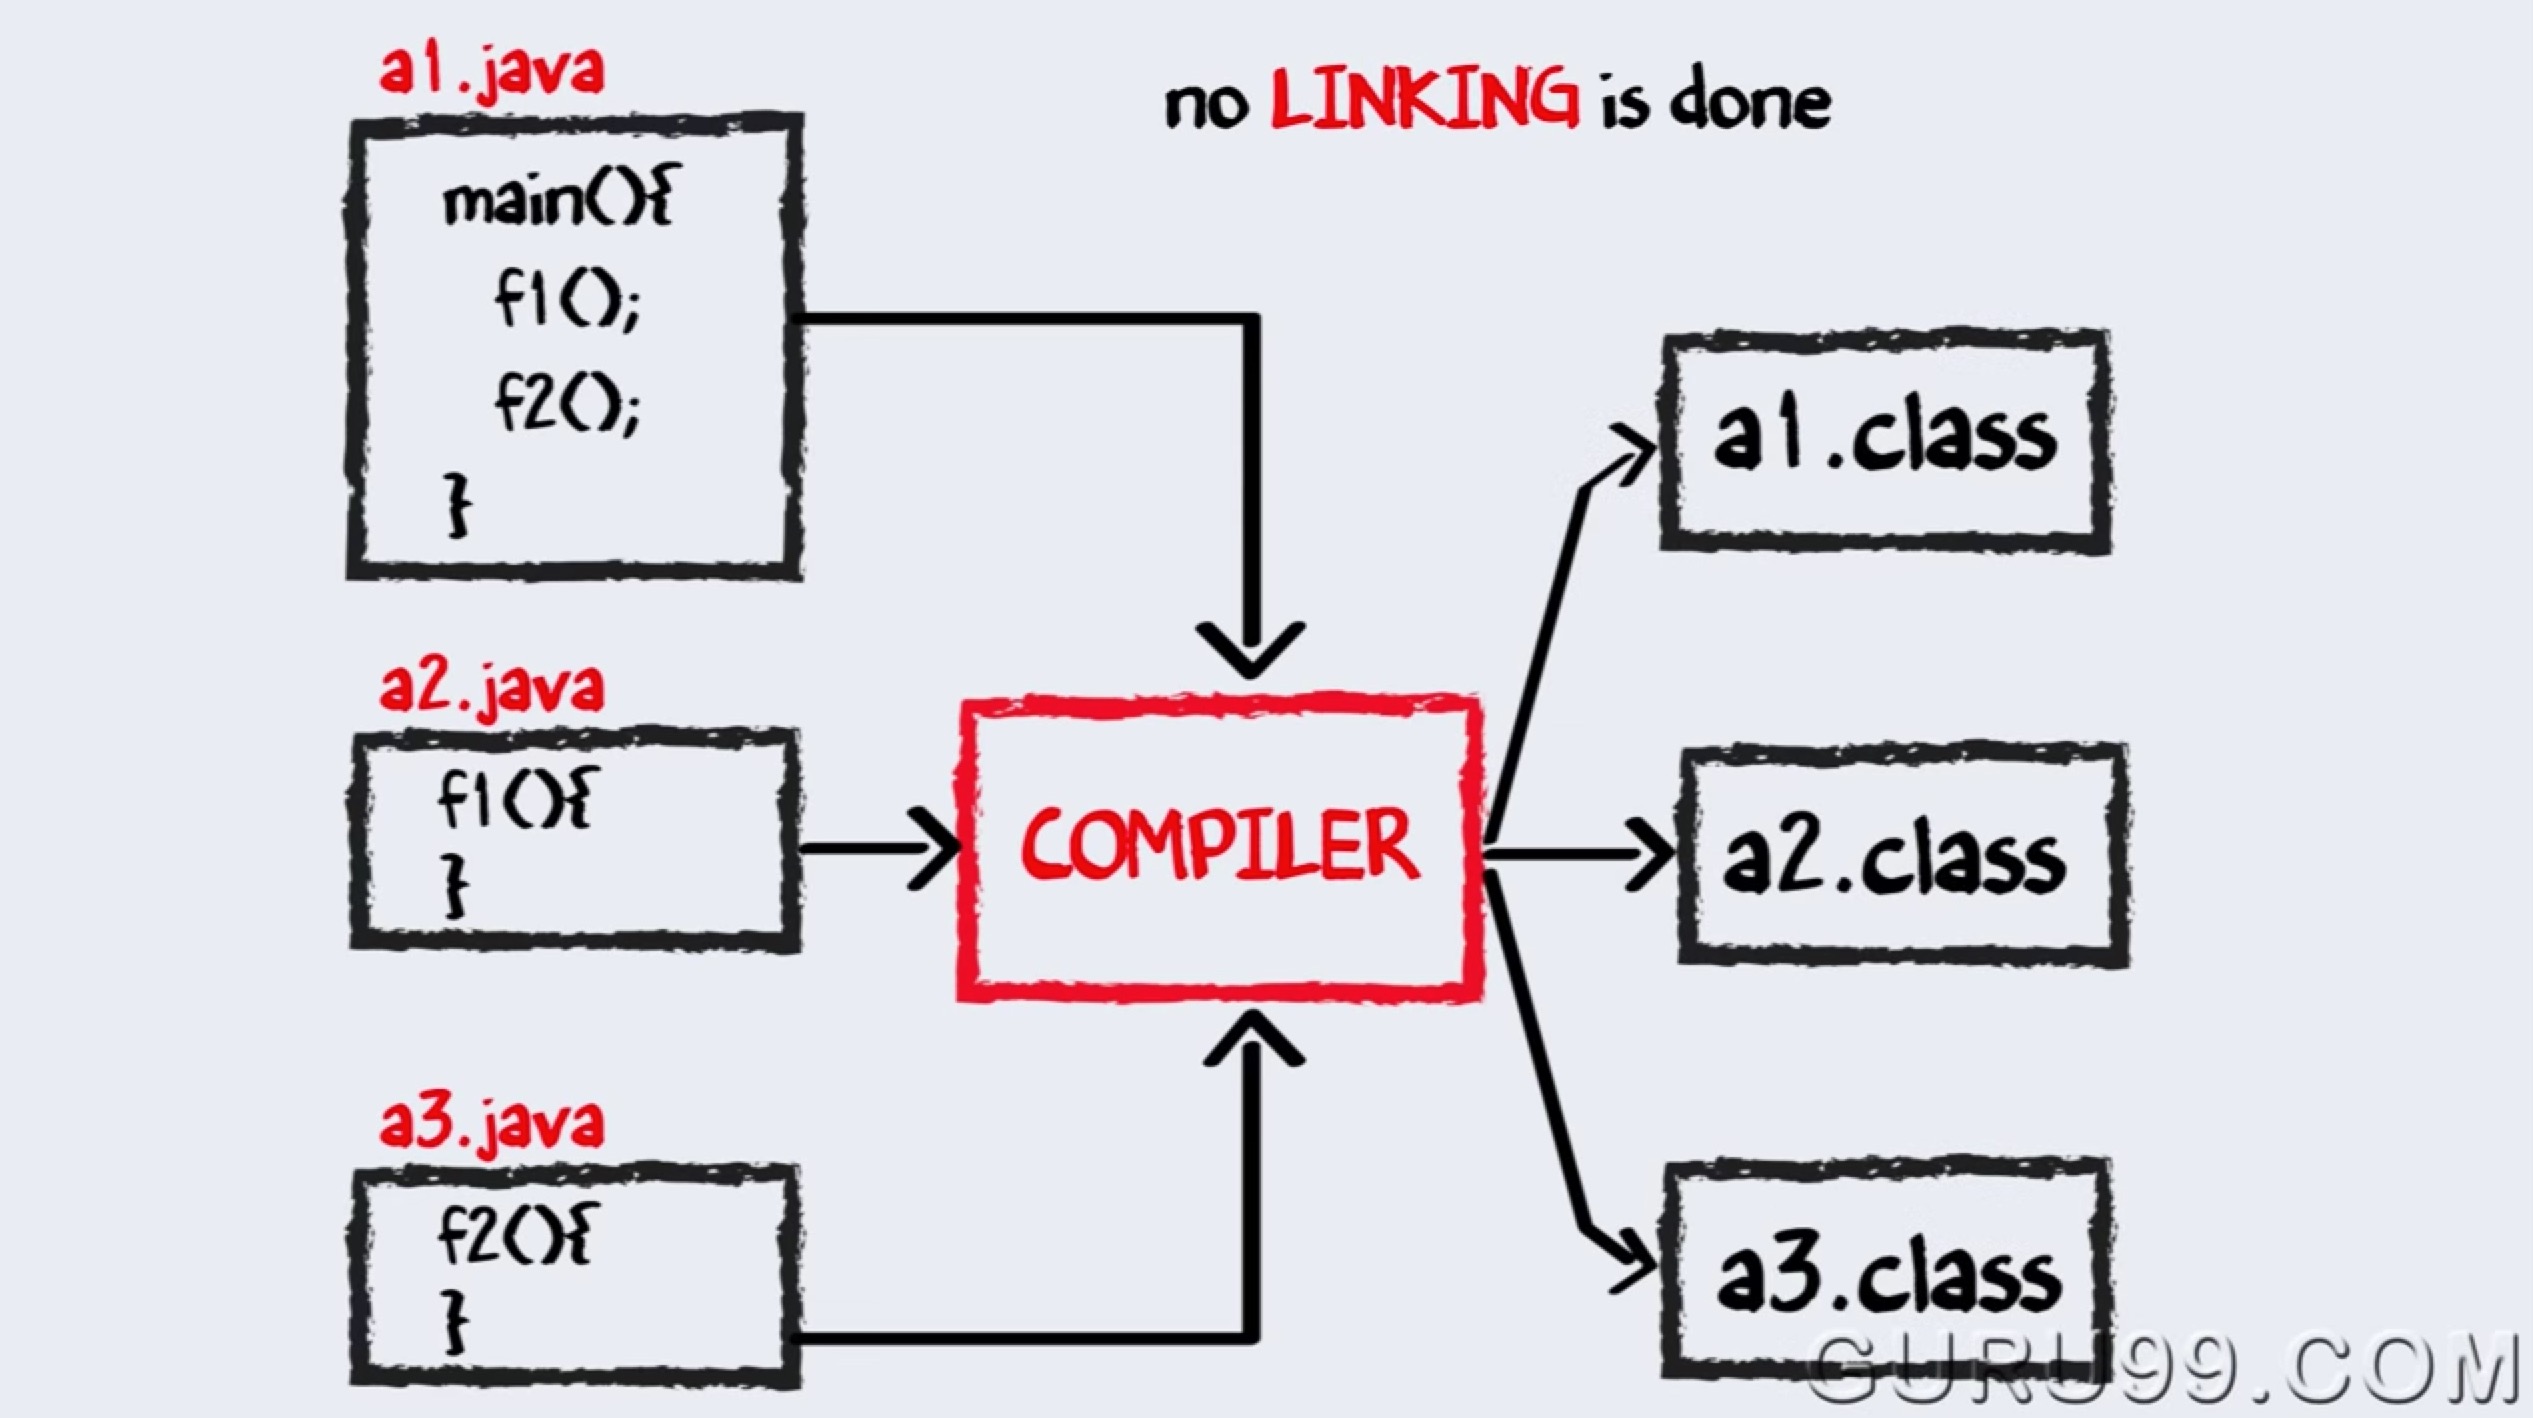 a1.java
no LINKING is done
main(){
f1();
f2();
}
a1.class
a2.java
f1(){
}
COMPILER
a2.class
a3.java
f2(){
}
a3.class
GURU99.COM